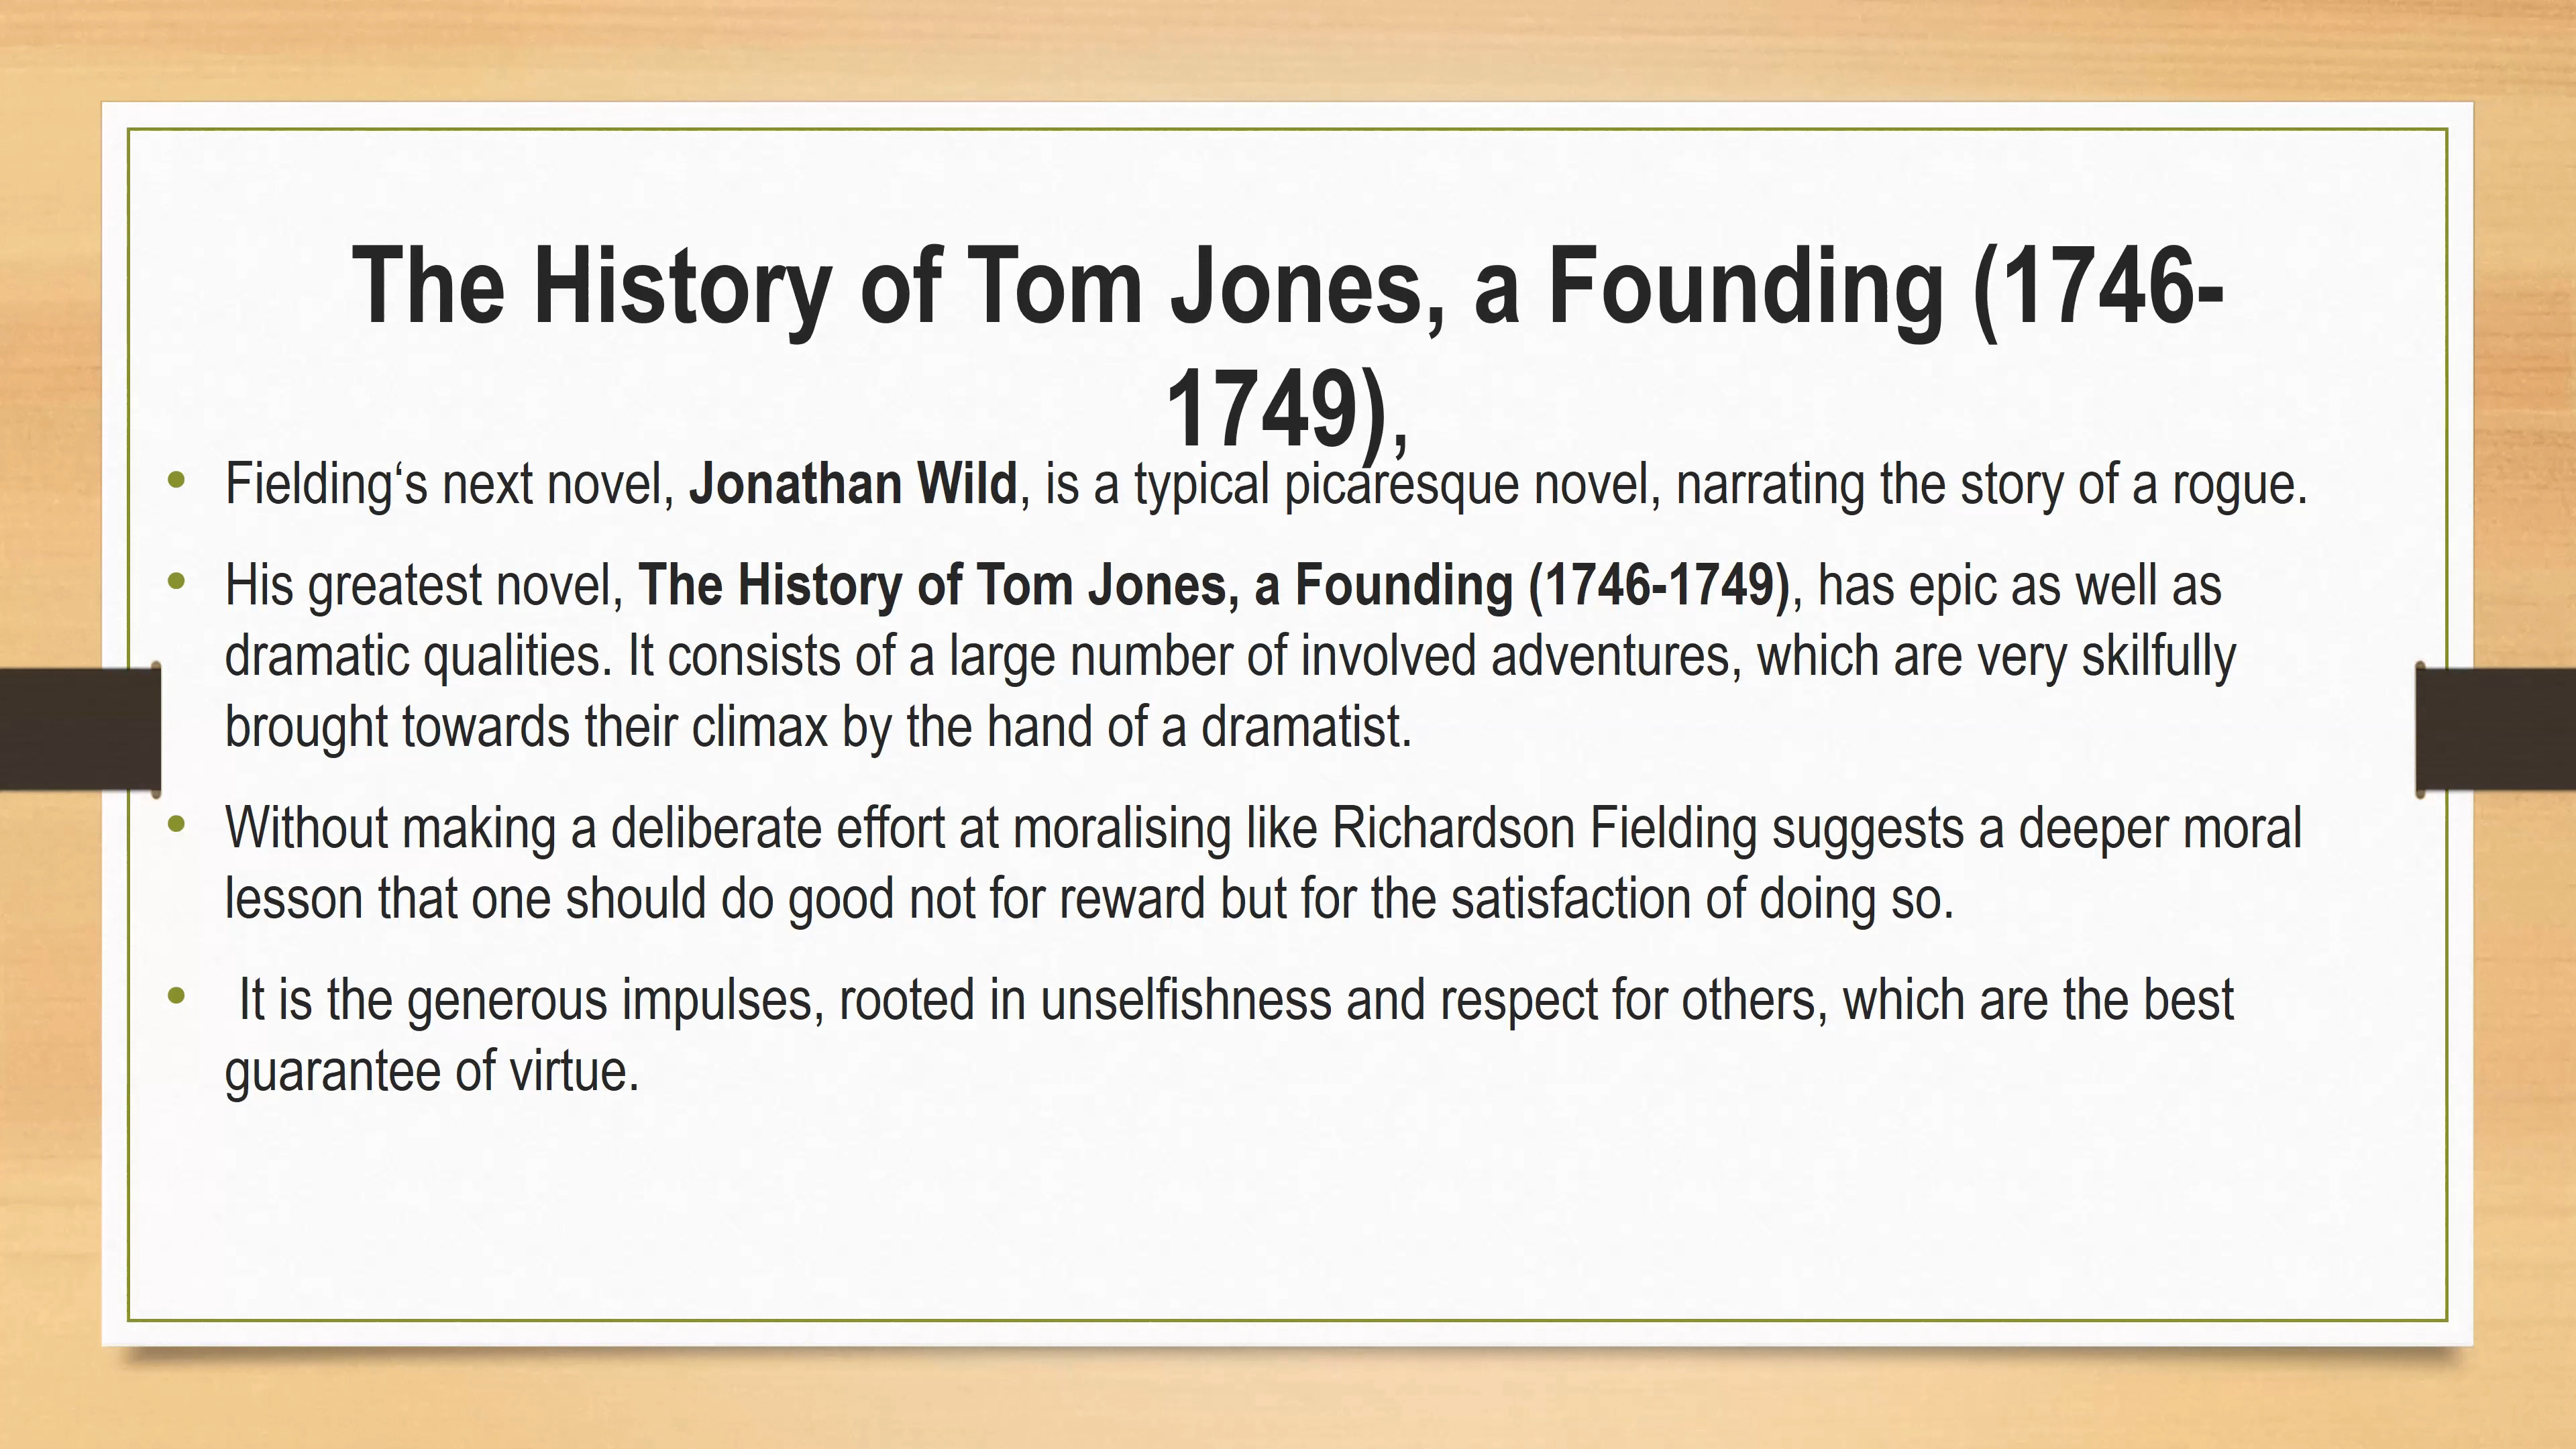 The History of Tom Jones, a Founding (1746-
1749),
• Fielding‘s next novel, Jonathan Wild, is a typical picaresque novel, narrating the story of a rogue.
• His greatest novel, The History of Tom Jones, a Founding (1746-1749), has epic as well as
dramatic qualities. It consists of a large number of involved adventures, which are very skilfully
brought towards their climax by the hand of a dramatist.
• Without making a deliberate effort at moralising like Richardson Fielding suggests a deeper moral
lesson that one should do good not for reward but for the satisfaction of doing so.
• It is the generous impulses, rooted in unselfishness and respect for others, which are the best
guarantee of virtue.